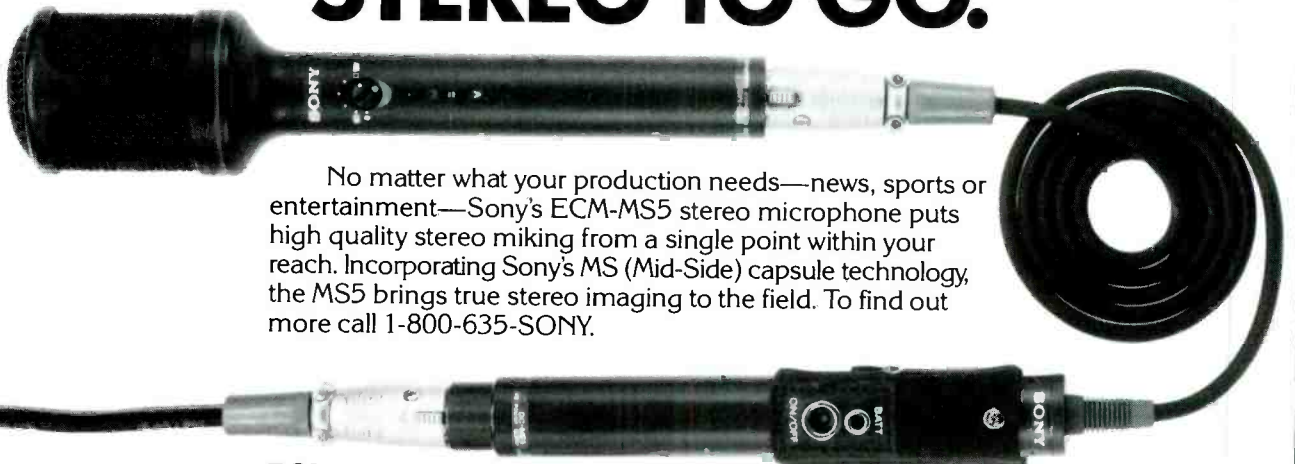 STEREO TO GO.
SONY
No matter what your production needs—news, sports or
entertainment—Sony's ECM-MS5 stereo microphone puts
high quality stereo miking from a single point within your
reach. Incorporating Sony's MS (Mid-Side) capsule technology,
the MS5 brings true stereo imaging to the field. To find out
more call 1-800-635-SONY.
ON/OFF
BATT
SONY